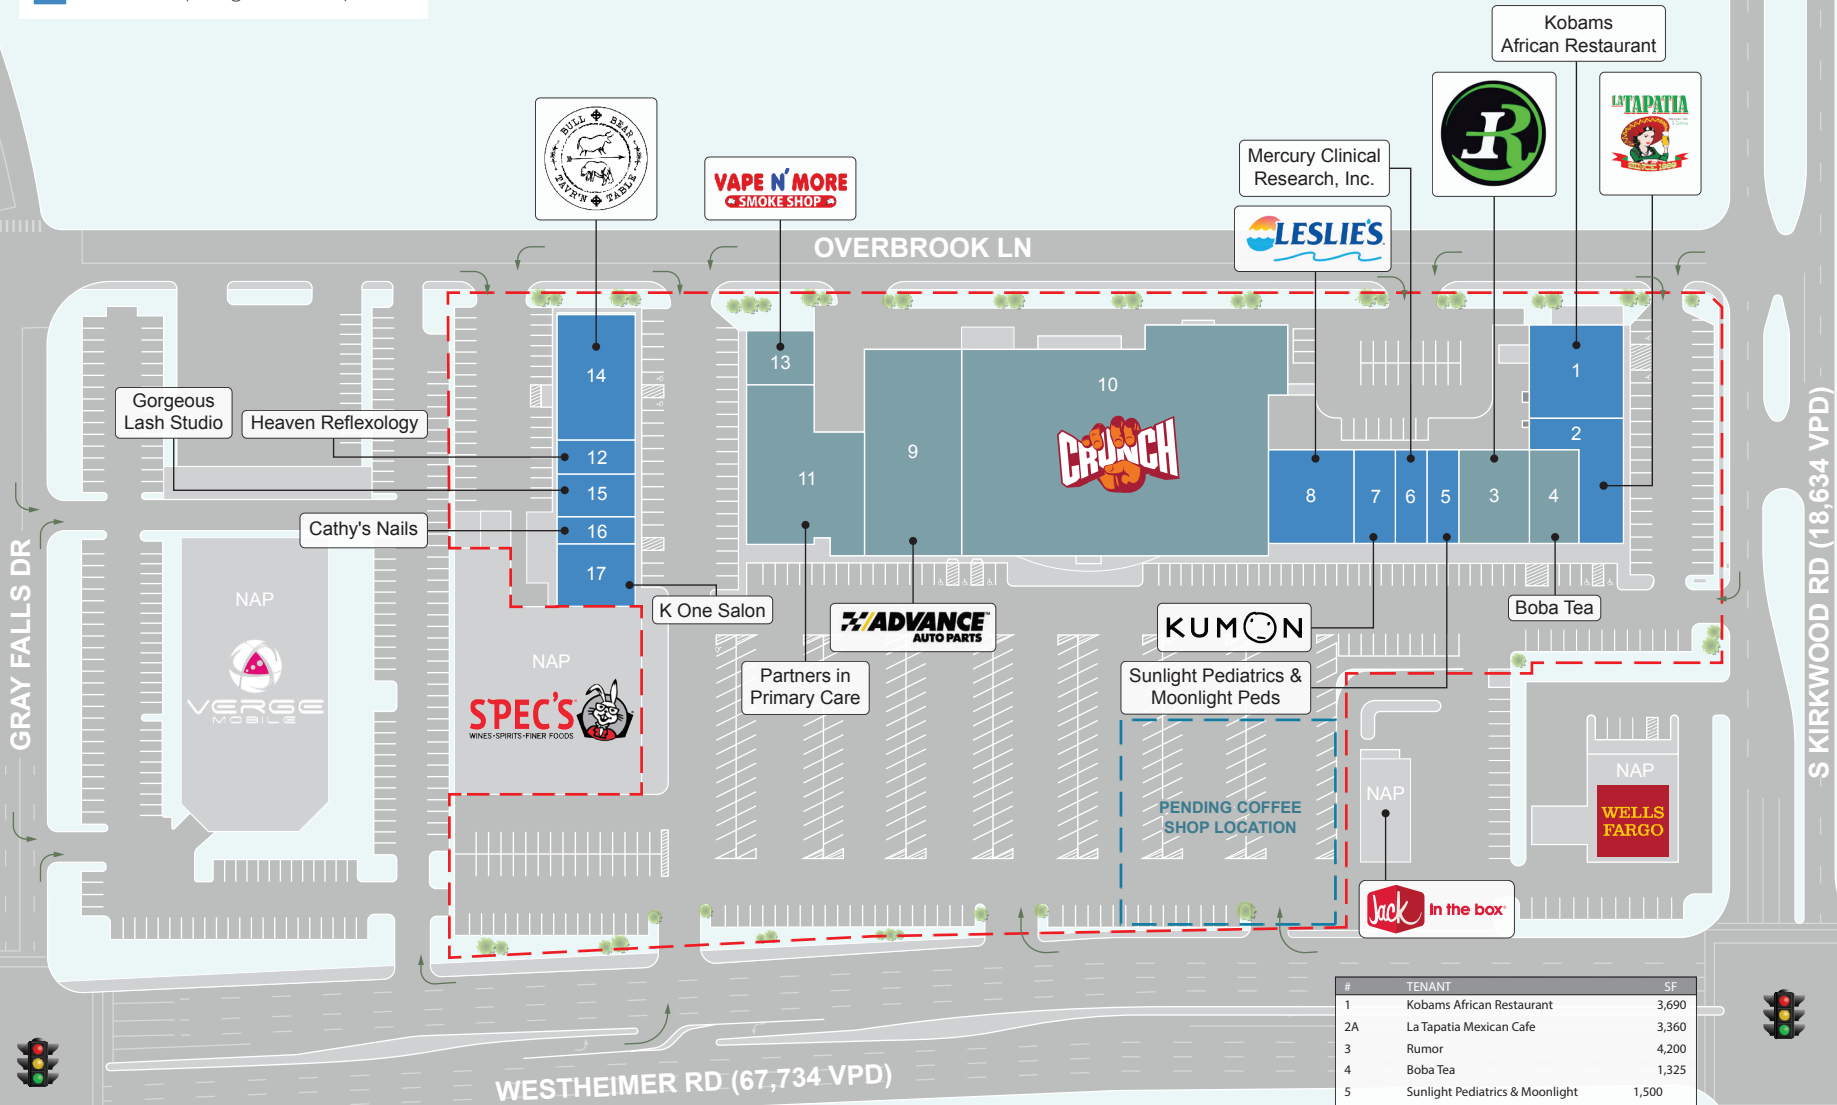 Kobams
African Restaurant
LA TAPATIA
JR
BULL BEAR
TAV'RN TABLE
VAPE N' MORE
SMOKE SHOP
Mercury Clinical
Research, Inc.
LESLIE'S
OVERBROOK LN
Gorgeous
Lash Studio
Heaven Reflexology
Cathy's Nails
14
12
15
16
17
13
11
9
10
CRUNCH
8
7
6
5
3
4
1
2
K One Salon
ADVANCE
AUTO PARTS
KUMON
Boba Tea
Partners in
Primary Care
Sunlight Pediatrics &
Moonlight Peds
GRAY FALLS DR
NAP
VERGE
MOBILE
NAP
SPEC'S
WINES•SPIRITS•FINER FOODS
PENDING COFFEE
SHOP LOCATION
NAP
Jack In the box
NAP
WELLS
FARGO
S KIRKWOOD RD (18,634 VPD)
WESTHEIMER RD (67,734 VPD)
# TENANT SF
1 Kobams African Restaurant 3,690
2A La Tapatia Mexican Cafe 3,360
3 Rumor 4,200
4 Boba Tea 1,325
5 Sunlight Pediatrics & Moonlight 1,500